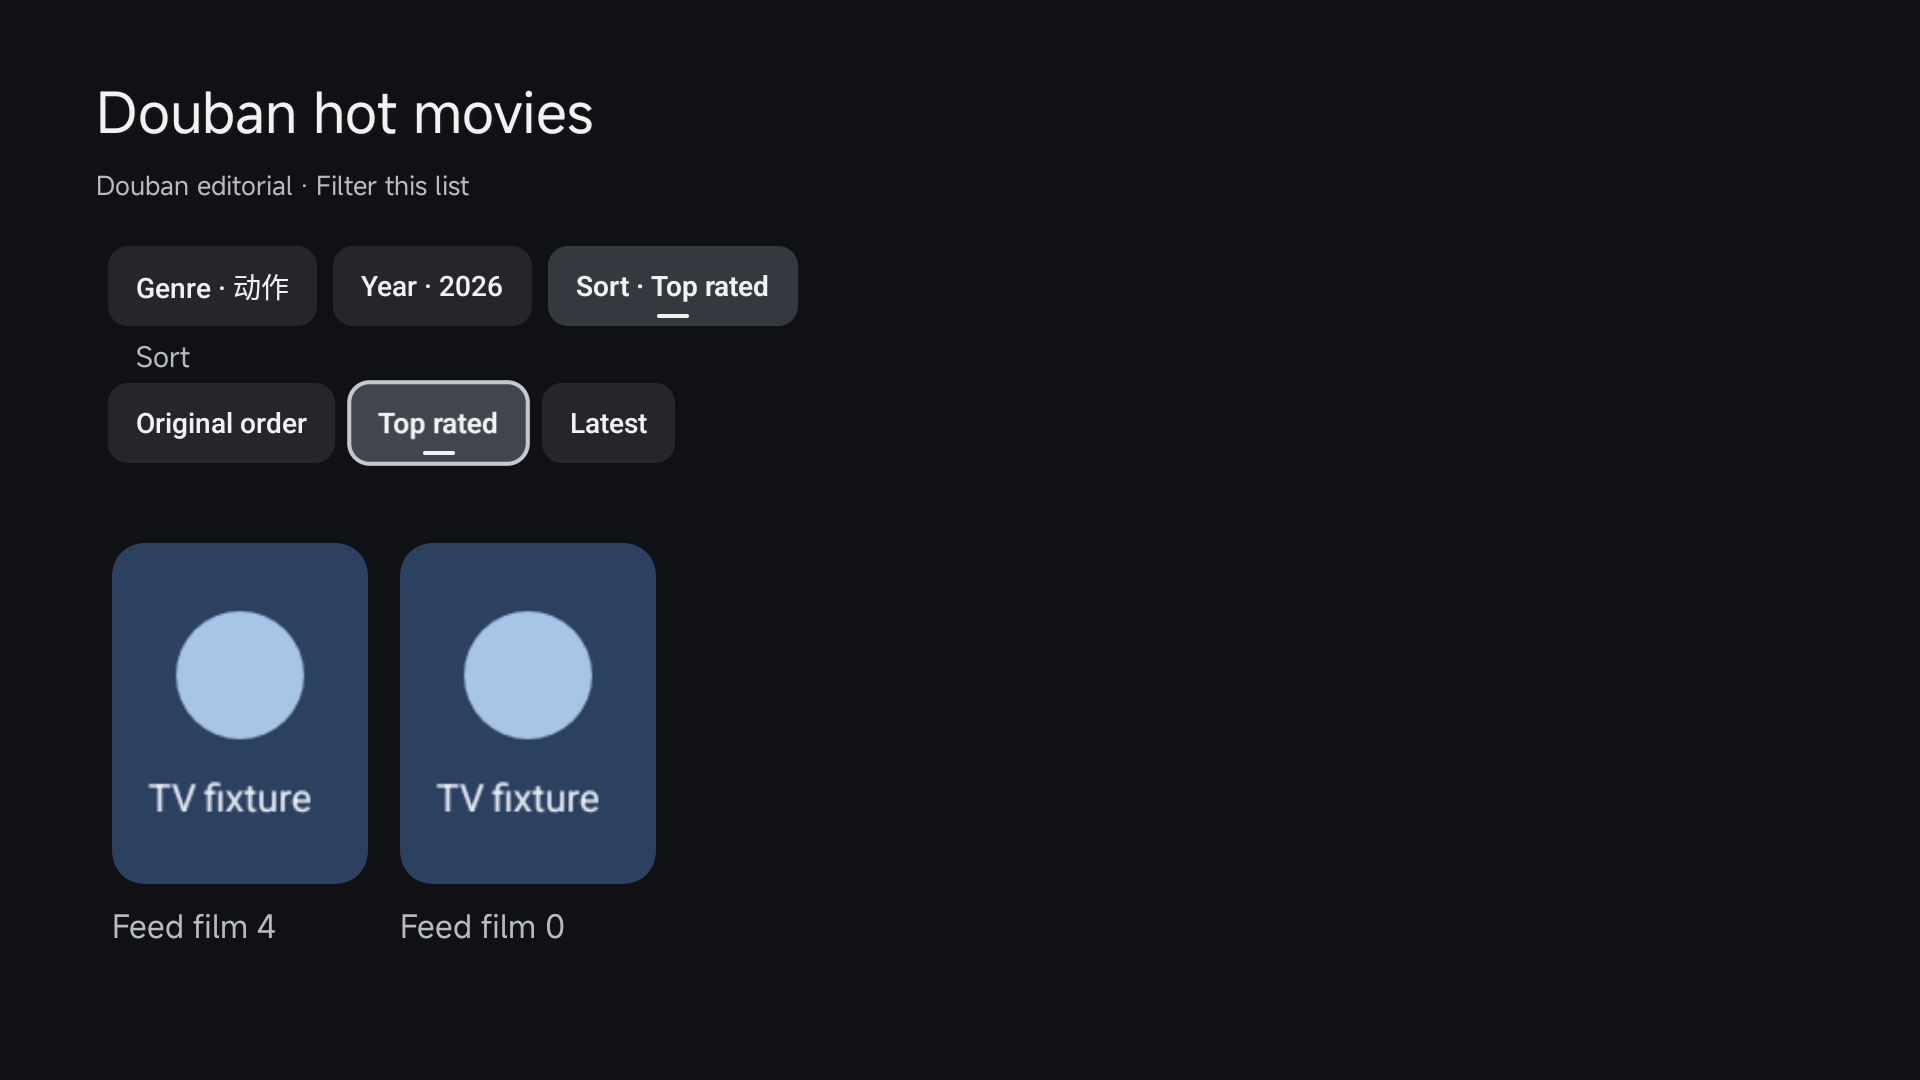 Douban hot movies
Douban editorial · Filter this list
Genre · 动作 Year · 2026 Sort · Top rated
Sort
Original order Top rated Latest
TV fixture TV fixture
Feed film 4 Feed film 0